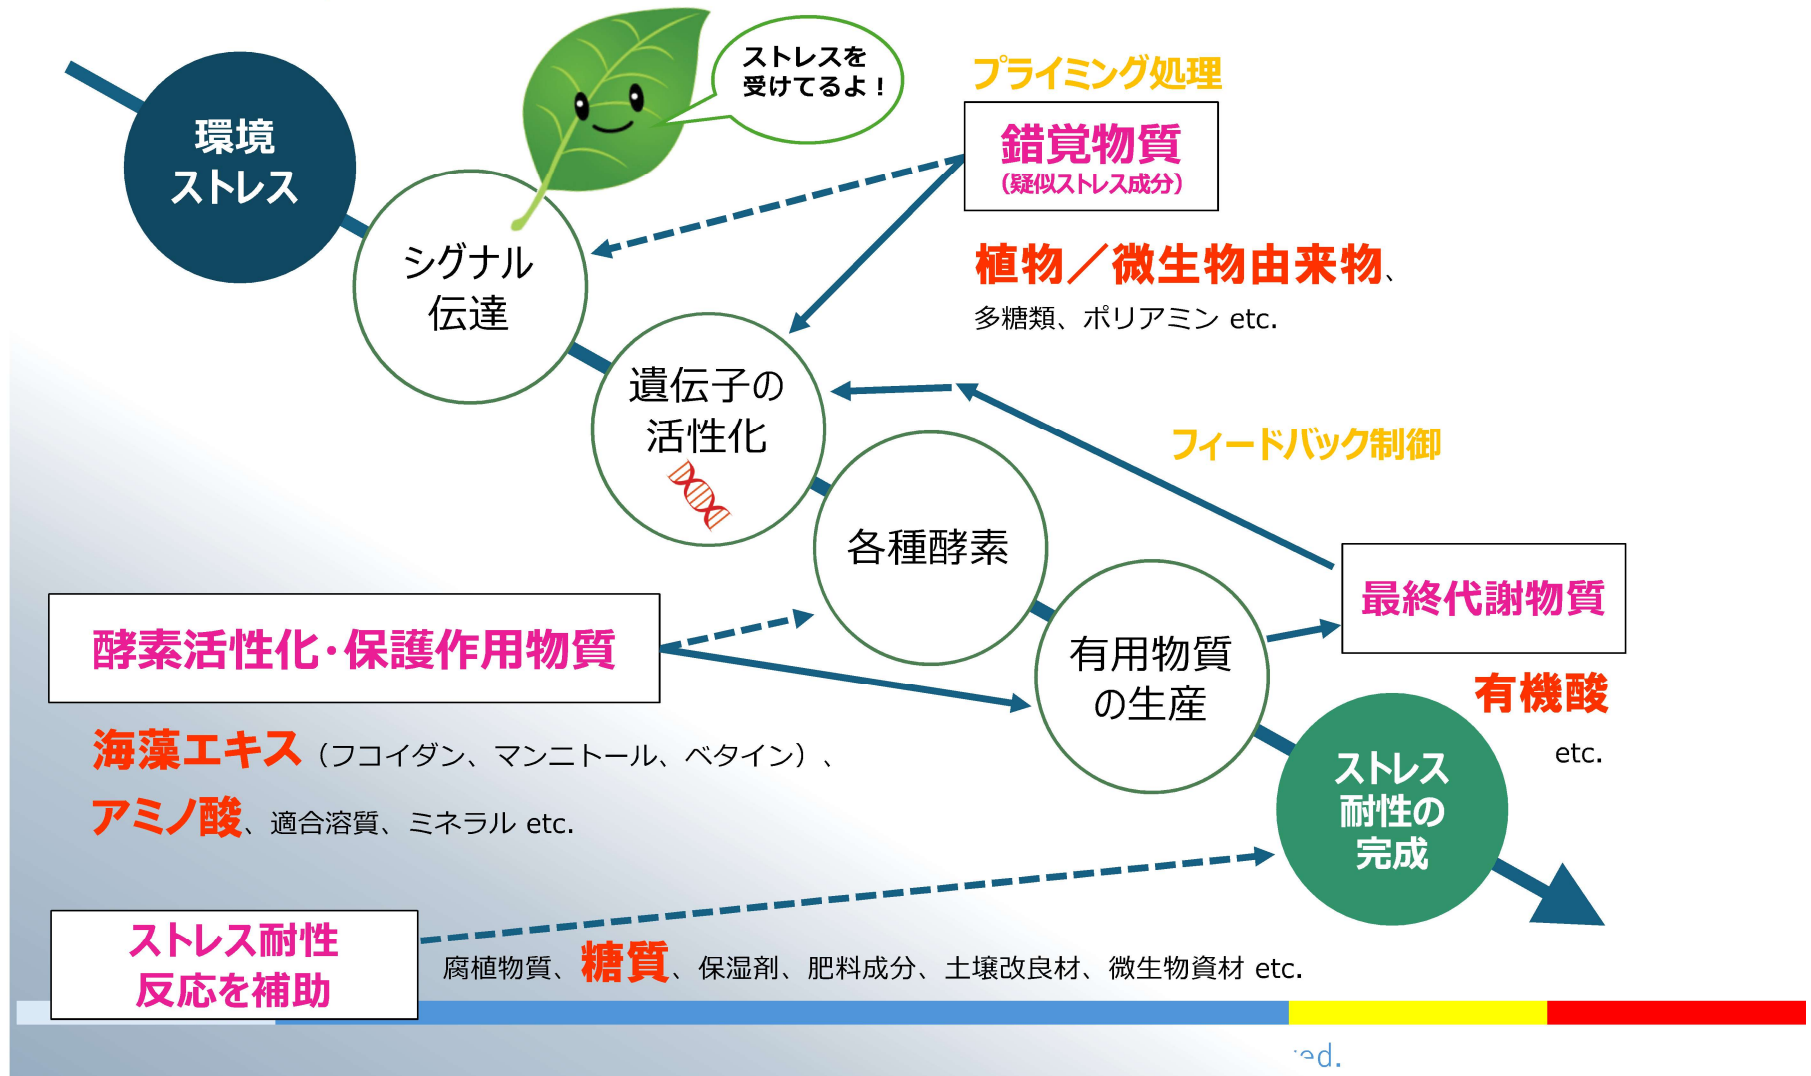 ストレスを
受けてるよ！
プライミング処理
環境
ストレス
錯覚物質
（疑似ストレス成分）
シグナル
伝達
植物／微生物由来物、
多糖類、ポリアミン etc.
遺伝子の
活性化
フィードバック制御
各種酵素
最終代謝物質
酵素活性化・保護作用物質
有用物質
の生産
有機酸
etc.
海藻エキス（フコイダン、マンニトール、ベタイン）、
アミノ酸、適合溶質、ミネラル etc.
ストレス
耐性の
完成
ストレス耐性
反応を補助
腐植物質、糖質、保湿剤、肥料成分、土壌改良材、微生物資材 etc.